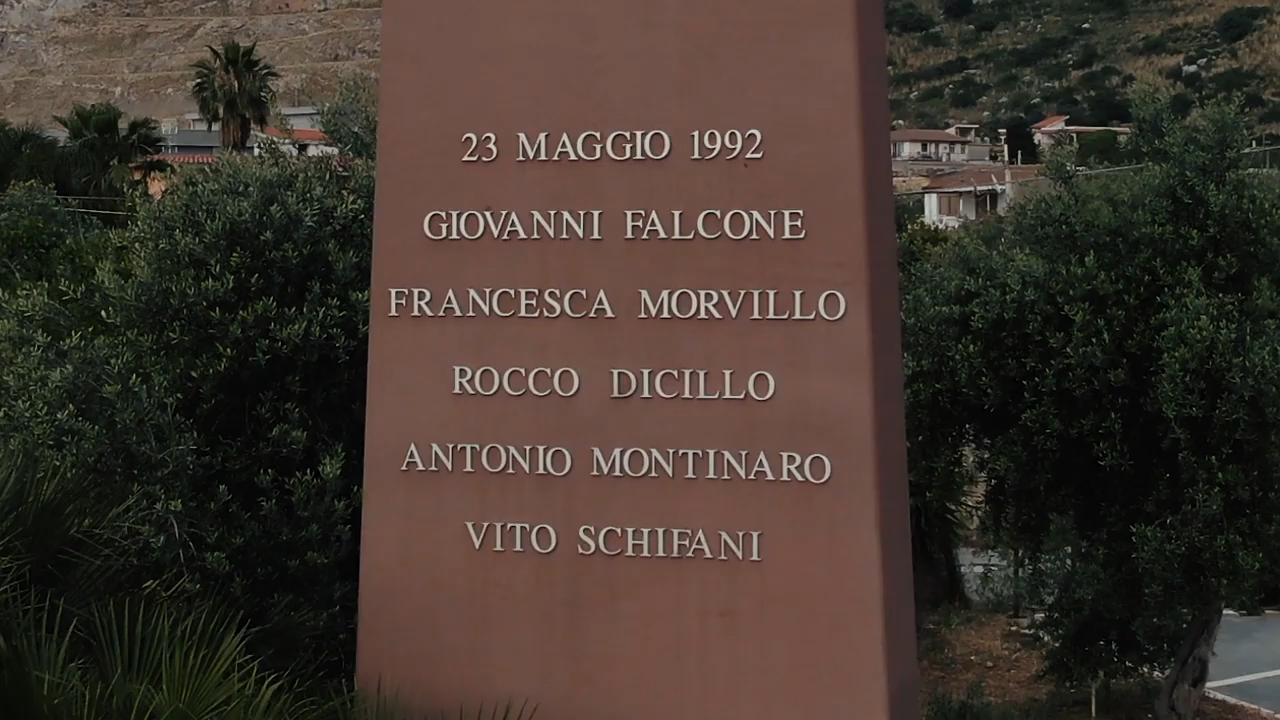 23 MAGGIO 1992
GIOVANNI FALCONE
FRANCESCA MORVILLO
ROCCO DICILLO
ANTONIO MONTINARO
VITO SCHIFANI